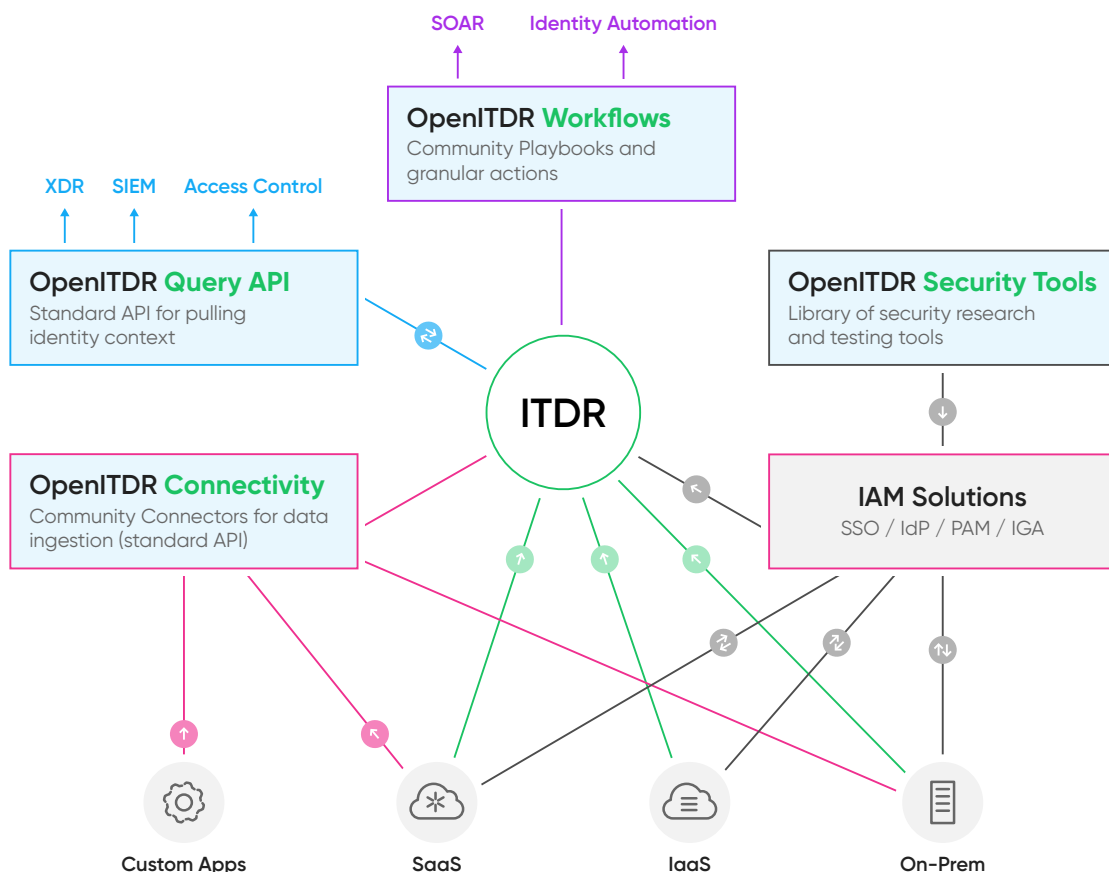 SOAR
Identity Automation
OpenITDR Workflows
Community Playbooks and
granular actions
XDR
SIEM
Access Control
OpenITDR Query API
Standard API for pulling
identity context
OpenITDR Security Tools
Library of security research
and testing tools
ITDR
OpenITDR Connectivity
Community Connectors for data
ingestion (standard API)
IAM Solutions
SSO / IdP / PAM / IGA
Custom Apps
SaaS
IaaS
On-Prem